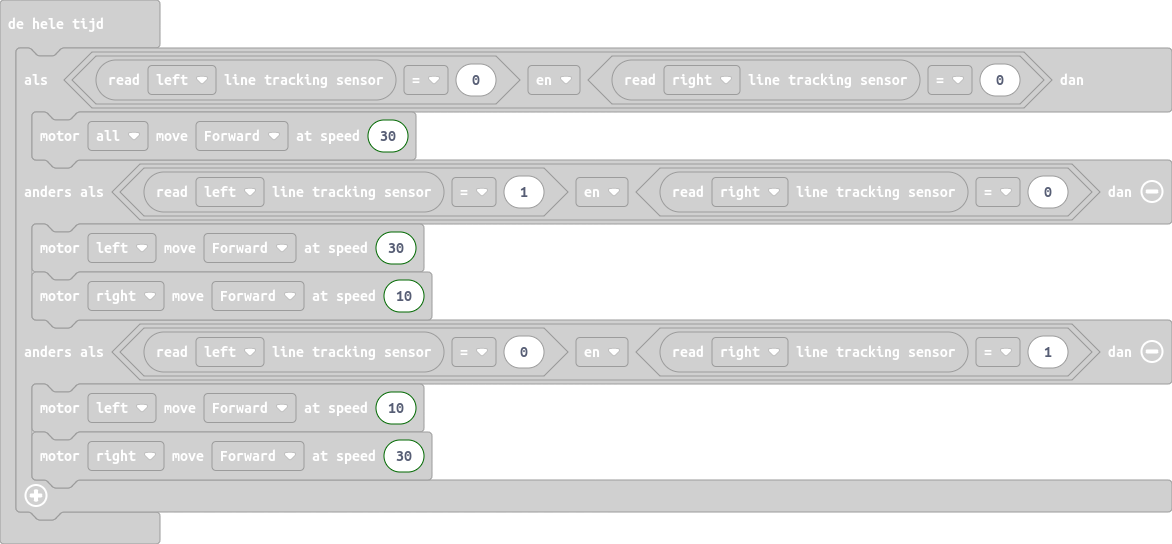 de hele tijd
als read left line tracking sensor = 0 en read right line tracking sensor = 0 dan
motor all move Forward at speed 30
anders als read left line tracking sensor = 1 en read right line tracking sensor = 0 dan
motor left move Forward at speed 30
motor right move Forward at speed 10
anders als read left line tracking sensor = 0 en read right line tracking sensor = 1 dan
motor left move Forward at speed 10
motor right move Forward at speed 30